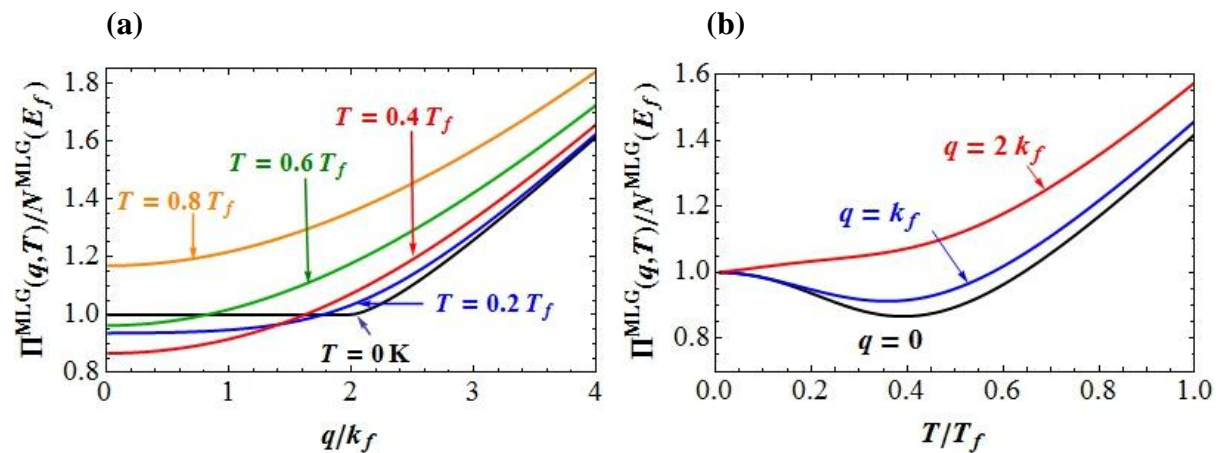 (a)
Π^MLG(q,T)/N^MLG(E_f)
1.8
1.6
1.4
1.2
1.0
0.8
T = 0.4 T_f
T = 0.6 T_f
T = 0.8 T_f
T = 0.2 T_f
T = 0 K
0 1 2 3 4
q/k_f
(b)
Π^MLG(q,T)/N^MLG(E_f)
1.6
1.4
1.2
1.0
0.8
q = 2 k_f
q = k_f
q = 0
0.0 0.2 0.4 0.6 0.8 1.0
T/T_f